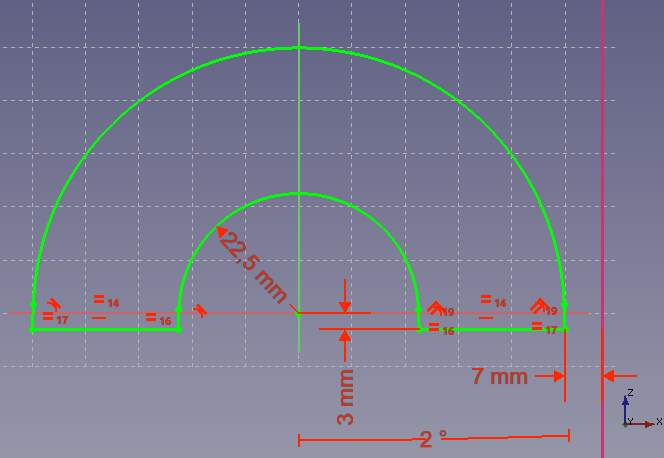 22,5 mm
= 14
= 14
= 17
= 16
19
19
= 16
= 17
7 mm
3 mm
2 °
Z
Y
X